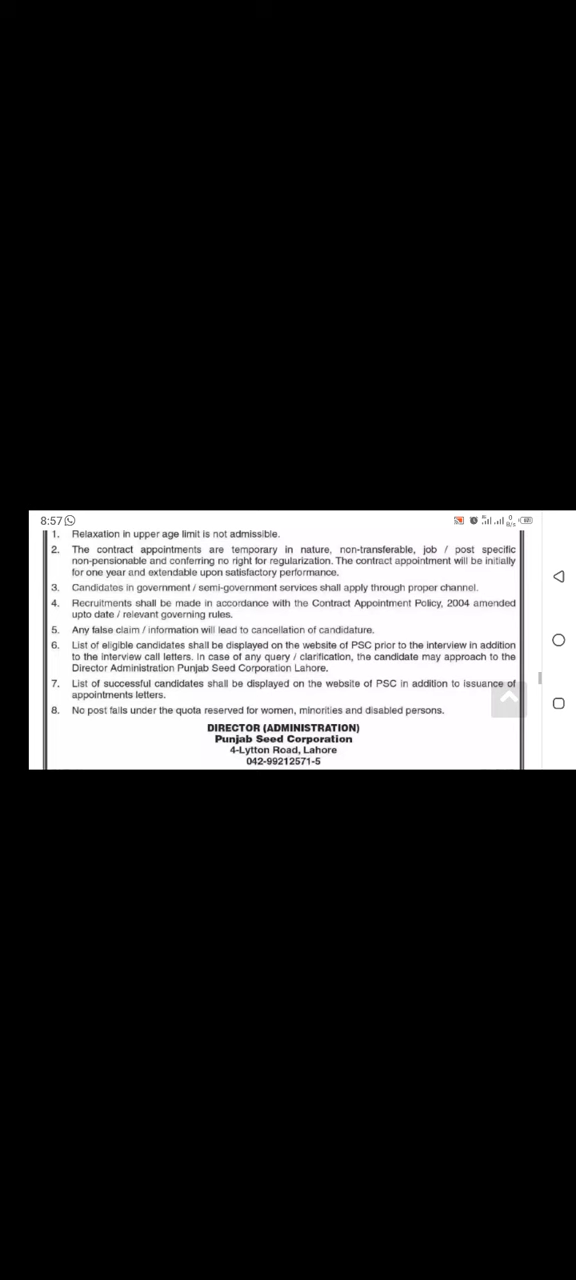 8:57
1. Relaxation in upper age limit is not admissible.
2. The contract appointments are temporary in nature, non-transferable, job / post specific
non-pensionable and conferring no right for regularization. The contract appointment will be initially
for one year and extendable upon satisfactory performance.
3. Candidates in government / semi-government services shall apply through proper channel.
4. Recruitments shall be made in accordance with the Contract Appointment Policy, 2004 amended
upto date / relevant governing rules.
5. Any false claim / information will lead to cancellation of candidature.
6. List of eligible candidates shall be displayed on the website of PSC prior to the interview in addition
to the interview call letters. In case of any query / clarification, the candidate may approach to the
Director Administration Punjab Seed Corporation Lahore.
7. List of successful candidates shall be displayed on the website of PSC in addition to issuance of
appointments letters.
8. No post falls under the quota reserved for women, minorities and disabled persons.
DIRECTOR (ADMINISTRATION)
Punjab Seed Corporation
4-Lytton Road, Lahore
042-99212571-5